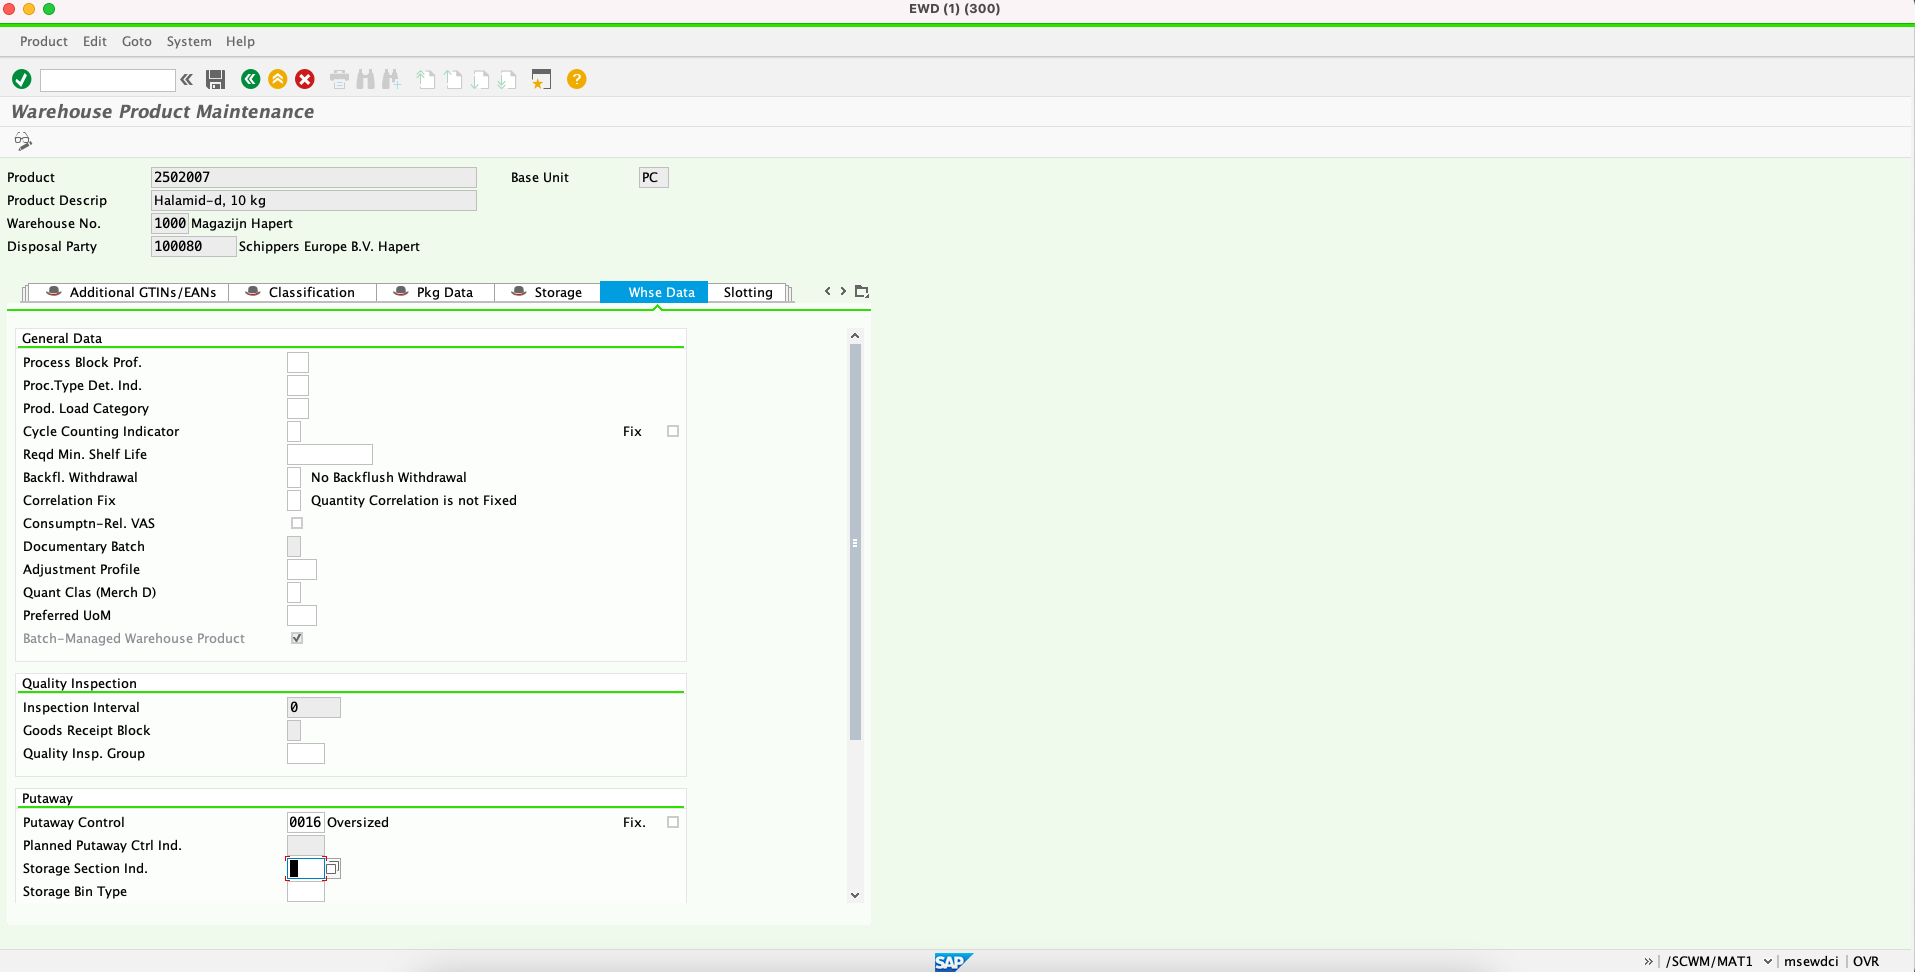 EWD (1) (300)
Product Edit Goto System Help
Warehouse Product Maintenance
Product 2502007 Base Unit PC
Product Descrip Halamid-d, 10 kg
Warehouse No. 1000 Magazijn Hapert
Disposal Party 100080 Schippers Europe B.V. Hapert
Additional GTINs/EANs Classification Pkg Data Storage Whse Data Slotting
General Data
Process Block Prof.
Proc.Type Det. Ind.
Prod. Load Category
Cycle Counting Indicator Fix
Reqd Min. Shelf Life
Backfl. Withdrawal No Backflush Withdrawal
Correlation Fix Quantity Correlation is not Fixed
Consumptn-Rel. VAS
Documentary Batch
Adjustment Profile
Quant Clas (Merch D)
Preferred UoM
Batch-Managed Warehouse Product
Quality Inspection
Inspection Interval 0
Goods Receipt Block
Quality Insp. Group
Putaway
Putaway Control 0016 Oversized Fix.
Planned Putaway Ctrl Ind.
Storage Section Ind.
Storage Bin Type
SAP /SCWM/MAT1 msewdci OVR